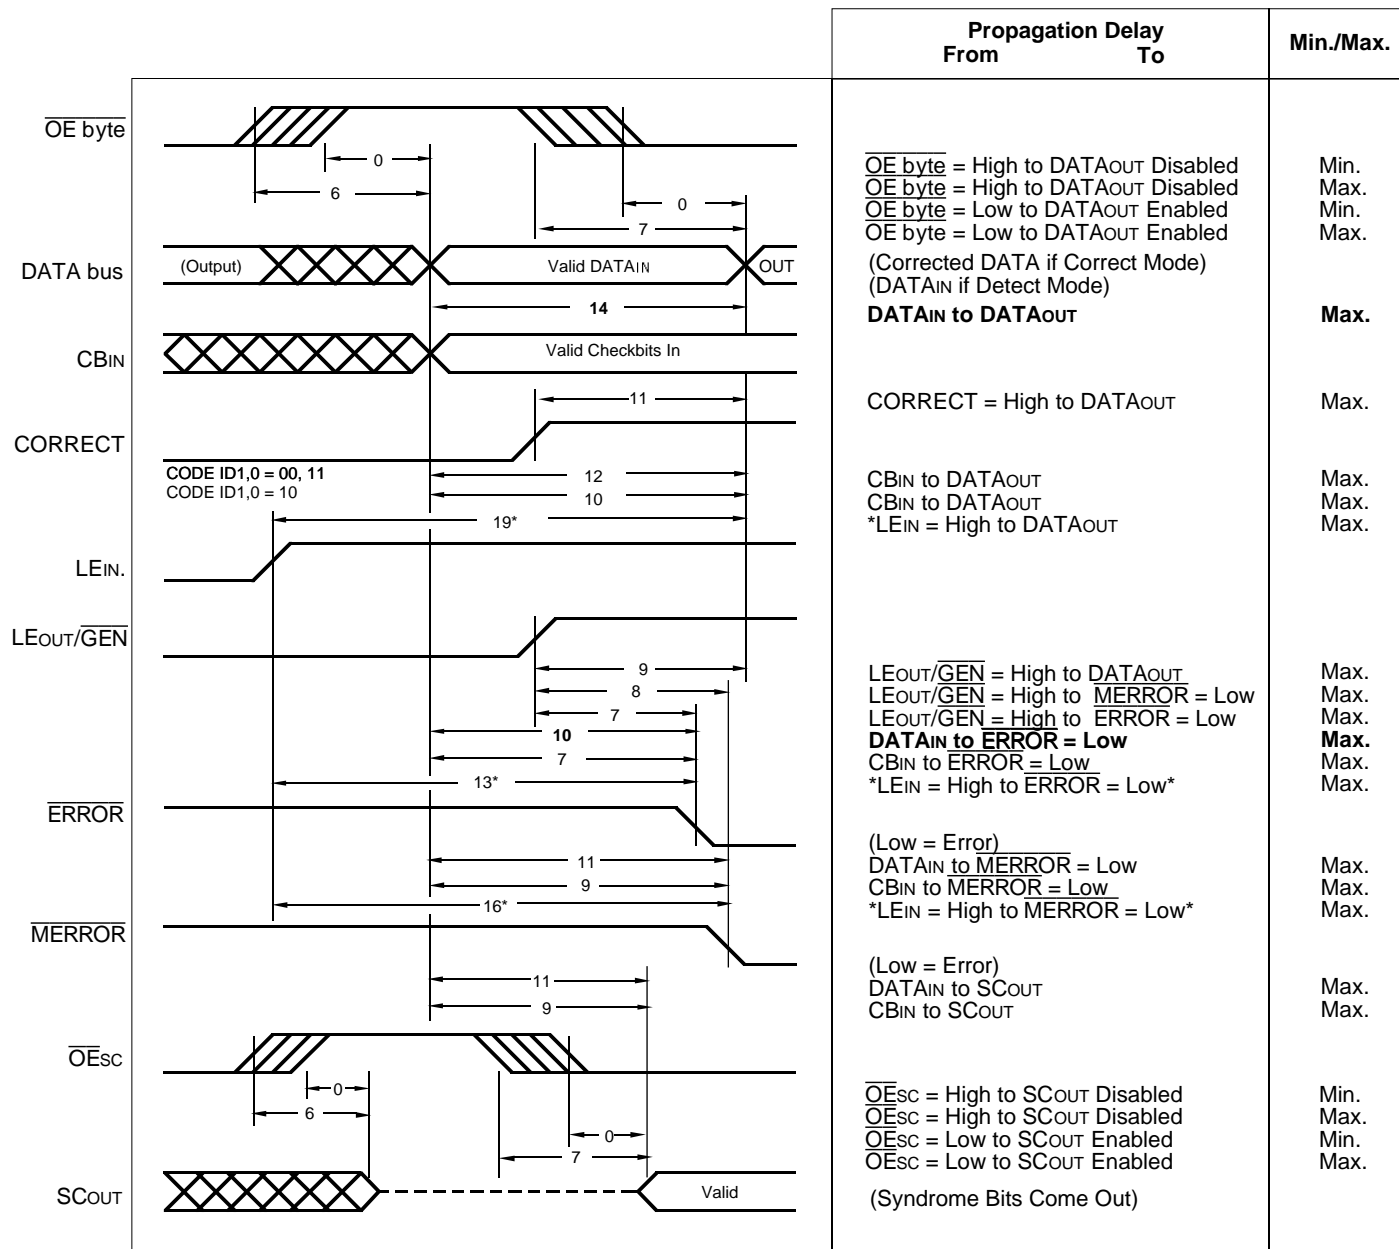 Propagation Delay
From To
Min./Max.
OE byte
0
6
0
7
OE byte = High to DATAOUT Disabled Min.
OE byte = High to DATAOUT Disabled Max.
OE byte = Low to DATAOUT Enabled Min.
OE byte = Low to DATAOUT Enabled Max.
DATA bus
(Output)
Valid DATAIN
OUT
(Corrected DATA if Correct Mode)
(DATAIN if Detect Mode)
14
DATAIN to DATAOUT Max.
CBIN
Valid Checkbits In
11
CORRECT = High to DATAOUT Max.
CORRECT
CODE ID1,0 = 00, 11
12
CBIN to DATAOUT Max.
CODE ID1,0 = 10
10
CBIN to DATAOUT Max.
19*
*LEIN = High to DATAOUT Max.
LEIN.
LEOUT/GEN
9
LEOUT/GEN = High to DATAOUT Max.
8
LEOUT/GEN = High to MERROR = Low Max.
7
LEOUT/GEN = High to ERROR = Low Max.
10
DATAIN to ERROR = Low Max.
7
CBIN to ERROR = Low Max.
13*
*LEIN = High to ERROR = Low* Max.
ERROR
(Low = Error)
11
DATAIN to MERROR = Low Max.
9
CBIN to MERROR = Low Max.
16*
*LEIN = High to MERROR = Low* Max.
MERROR
(Low = Error)
11
DATAIN to SCOUT Max.
9
CBIN to SCOUT Max.
OESC
0
6
0
7
OESC = High to SCOUT Disabled Min.
OESC = High to SCOUT Disabled Max.
OESC = Low to SCOUT Enabled Min.
OESC = Low to SCOUT Enabled Max.
SCOUT
Valid
(Syndrome Bits Come Out)